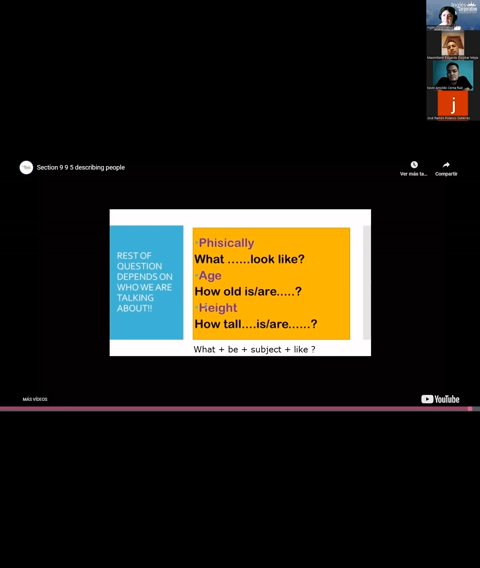 Section 9 9 5 describing people
Ver más ta...
Compartir
REST OF
QUESTION
DEPENDS ON
WHO WE ARE
TALKING
ABOUT!!
Phisically
What ......look like?
Age
How old is/are.....?
Height
How tall....is/are......?
What + be + subject + like ?
MÁS VÍDEOS
YouTube
j